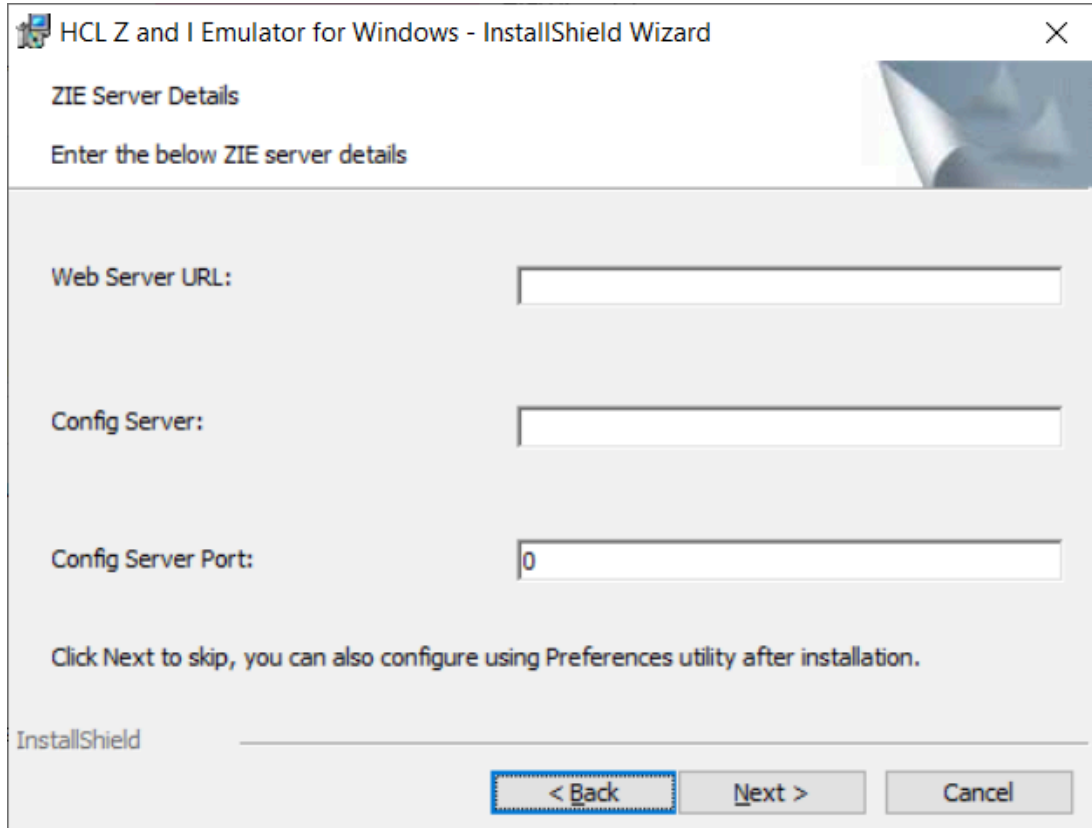 HCL Z and I Emulator for Windows - InstallShield Wizard
ZIE Server Details
Enter the below ZIE server details
Web Server URL:
Config Server:
Config Server Port:
0
Click Next to skip, you can also configure using Preferences utility after installation.
InstallShield
< Back
Next >
Cancel